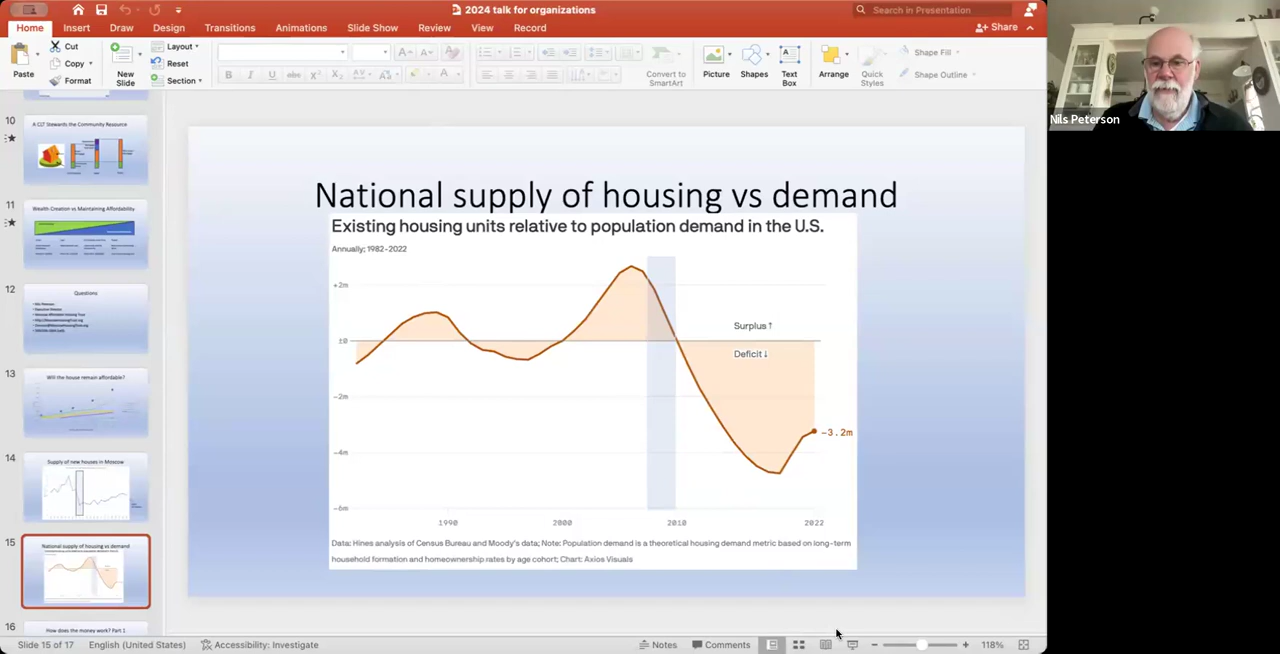 2024 talk for organizations
Search in Presentation
Home Insert Draw Design Transitions Animations Slide Show Review View Record
Share
Paste
Cut
Copy
Format
New
Slide
Layout
Reset
Section
Convert to
SmartArt
Picture
Shapes
Text
Box
Arrange
Quick
Styles
Shape Fill
Shape Outline
Nils Peterson
10
A CLT Stewards the Community Resource
11
Wealth Creation vs Maintaining Affordability
12
Questions
13
Will the house remain affordable?
14
Supply of new houses in Moscow
15
National supply of housing vs demand
16
How does the money work? Part 1
National supply of housing vs demand
Existing housing units relative to population demand in the U.S.
Annually; 1982-2022
+2m
±0
-2m
-4m
-6m
Surplus↑
Deficit↓
-3.2m
1990 2000 2010 2022
Data: Hines analysis of Census Bureau and Moody's data; Note: Population demand is a theoretical housing demand metric based on long-term
household formation and homeownership rates by age cohort; Chart: Axios Visuals
Slide 15 of 17 English (United States) Accessibility: Investigate Notes Comments 118%